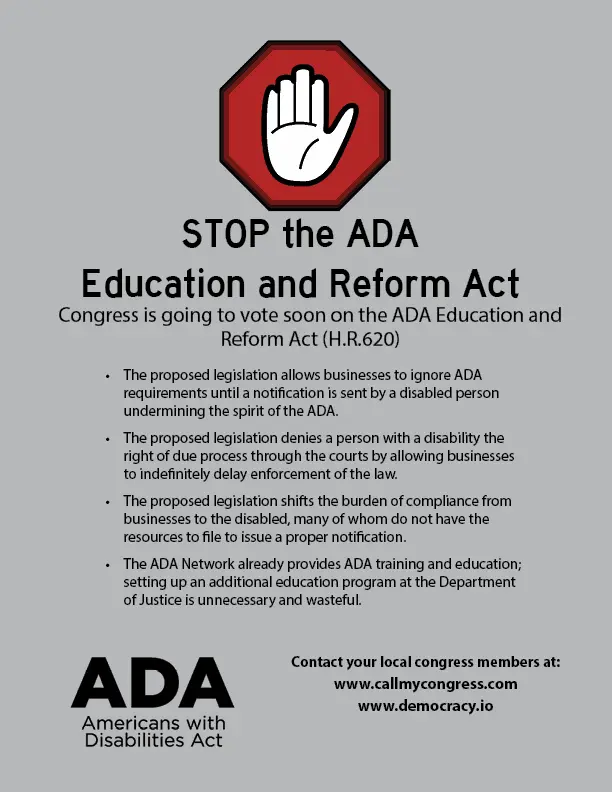 STOP the ADA
Education and Reform Act
Congress is going to vote soon on the ADA Education and
Reform Act (H.R.620)
• The proposed legislation allows businesses to ignore ADA
requirements until a notification is sent by a disabled person
undermining the spirit of the ADA.
• The proposed legislation denies a person with a disability the
right of due process through the courts by allowing businesses
to indefinitely delay enforcement of the law.
• The proposed legislation shifts the burden of compliance from
businesses to the disabled, many of whom do not have the
resources to file to issue a proper notification.
• The ADA Network already provides ADA training and education;
setting up an additional education program at the Department
of Justice is unnecessary and wasteful.
ADA
Americans with
Disabilities Act
Contact your local congress members at:
www.callmycongress.com
www.democracy.io